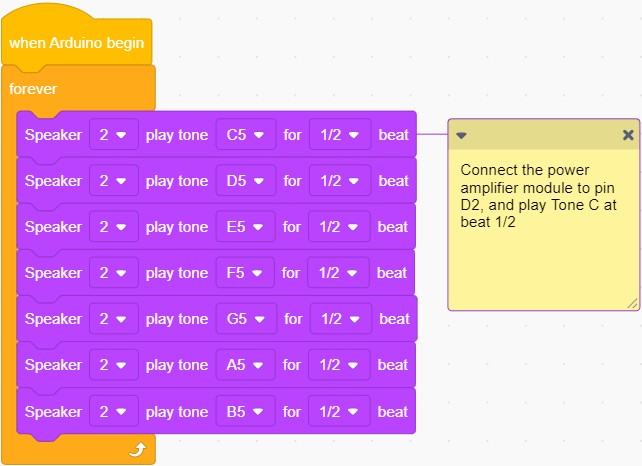 when Arduino begin
forever
Speaker 2 play tone C5 for 1/2 beat
Speaker 2 play tone D5 for 1/2 beat
Speaker 2 play tone E5 for 1/2 beat
Speaker 2 play tone F5 for 1/2 beat
Speaker 2 play tone G5 for 1/2 beat
Speaker 2 play tone A5 for 1/2 beat
Speaker 2 play tone B5 for 1/2 beat
Connect the power
amplifier module to pin
D2, and play Tone C at
beat 1/2